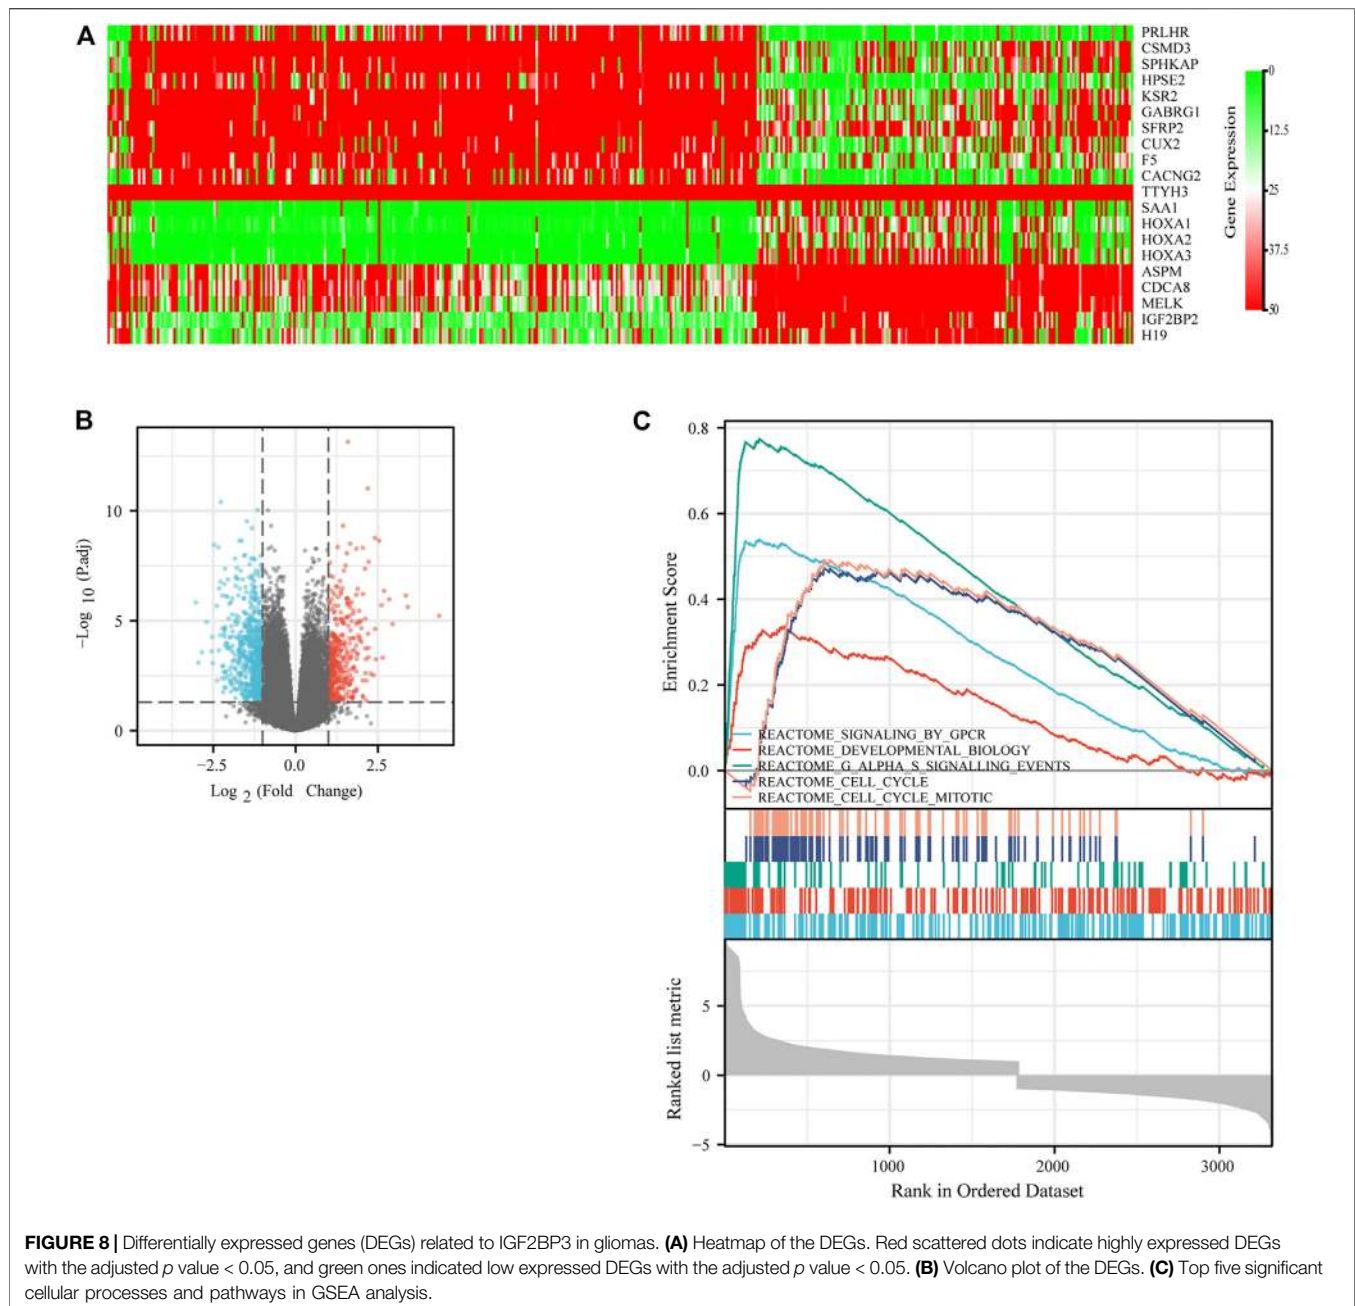 A
PRLHR
CSMD3
SPHKAP
HPSE2
KSR2
GABRG1
SFRP2
CUX2
F5
CACNG2
TTYH3
SAA1
HOXA1
HOXA2
HOXA3
ASPM
CDCA8
MELK
IGF2BP2
H19
Gene Expression
0
12.5
25
37.5
50
B
−Log 10 (P.adj)
10
5
0
−2.5 0.0 2.5
Log 2 (Fold Change)
C
Enrichment Score
0.8
0.6
0.4
0.2
0.0
REACTOME_SIGNALING_BY_GPCR
REACTOME_DEVELOPMENTAL_BIOLOGY
REACTOME_G_ALPHA_S_SIGNALLING_EVENTS
REACTOME_CELL_CYCLE
REACTOME_CELL_CYCLE_MITOTIC
Ranked list metric
5
0
−5
1000 2000 3000
Rank in Ordered Dataset
FIGURE 8 | Differentially expressed genes (DEGs) related to IGF2BP3 in gliomas. (A) Heatmap of the DEGs. Red scattered dots indicate highly expressed DEGs
with the adjusted p value < 0.05, and green ones indicated low expressed DEGs with the adjusted p value < 0.05. (B) Volcano plot of the DEGs. (C) Top five significant
cellular processes and pathways in GSEA analysis.